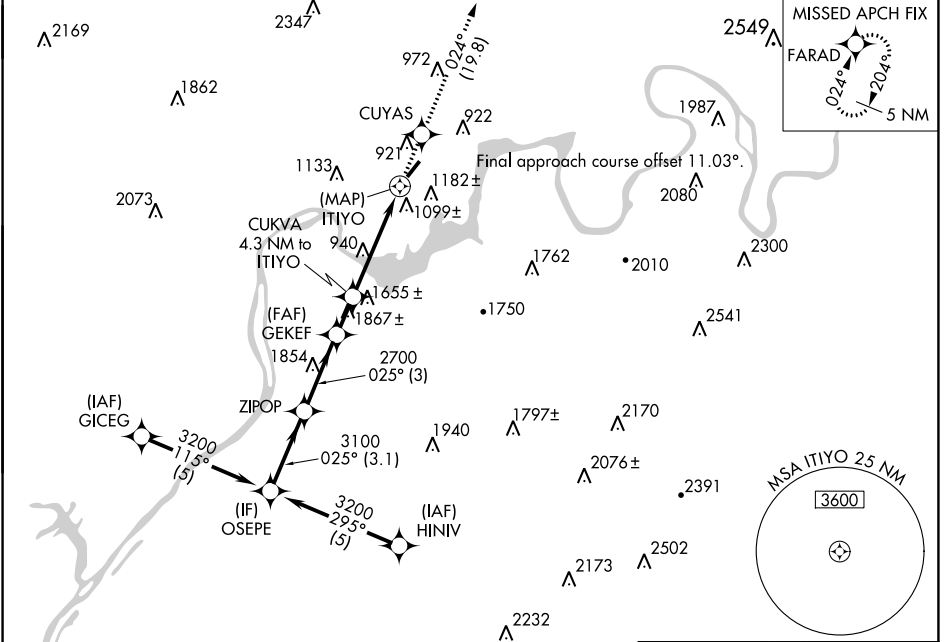 2169
2347
2549
MISSED APCH FIX
FARAD
024°
204°
5 NM
024°
(19.8)
972
1862
CUYAS
922
1987
921
Final approach course offset 11.03°.
1133
1182±
2080
(MAP)
ITIYO
1099±
2073
CUKVA
4.3 NM to
ITIYO
940
1762
2010
2300
1655±
1867±
1750
(FAF)
GEKEF
2541
1854
2700
025° (3)
ZIPOP
(IAF)
GICEG
3200
115°
(5)
3100
025° (3.1)
1940
1797±
2170
2076±
2391
MSA ITIYO 25 NM
3600
(IF)
OSEPE
3200
295°
(5)
(IAF)
HINIV
2173
2502
2232